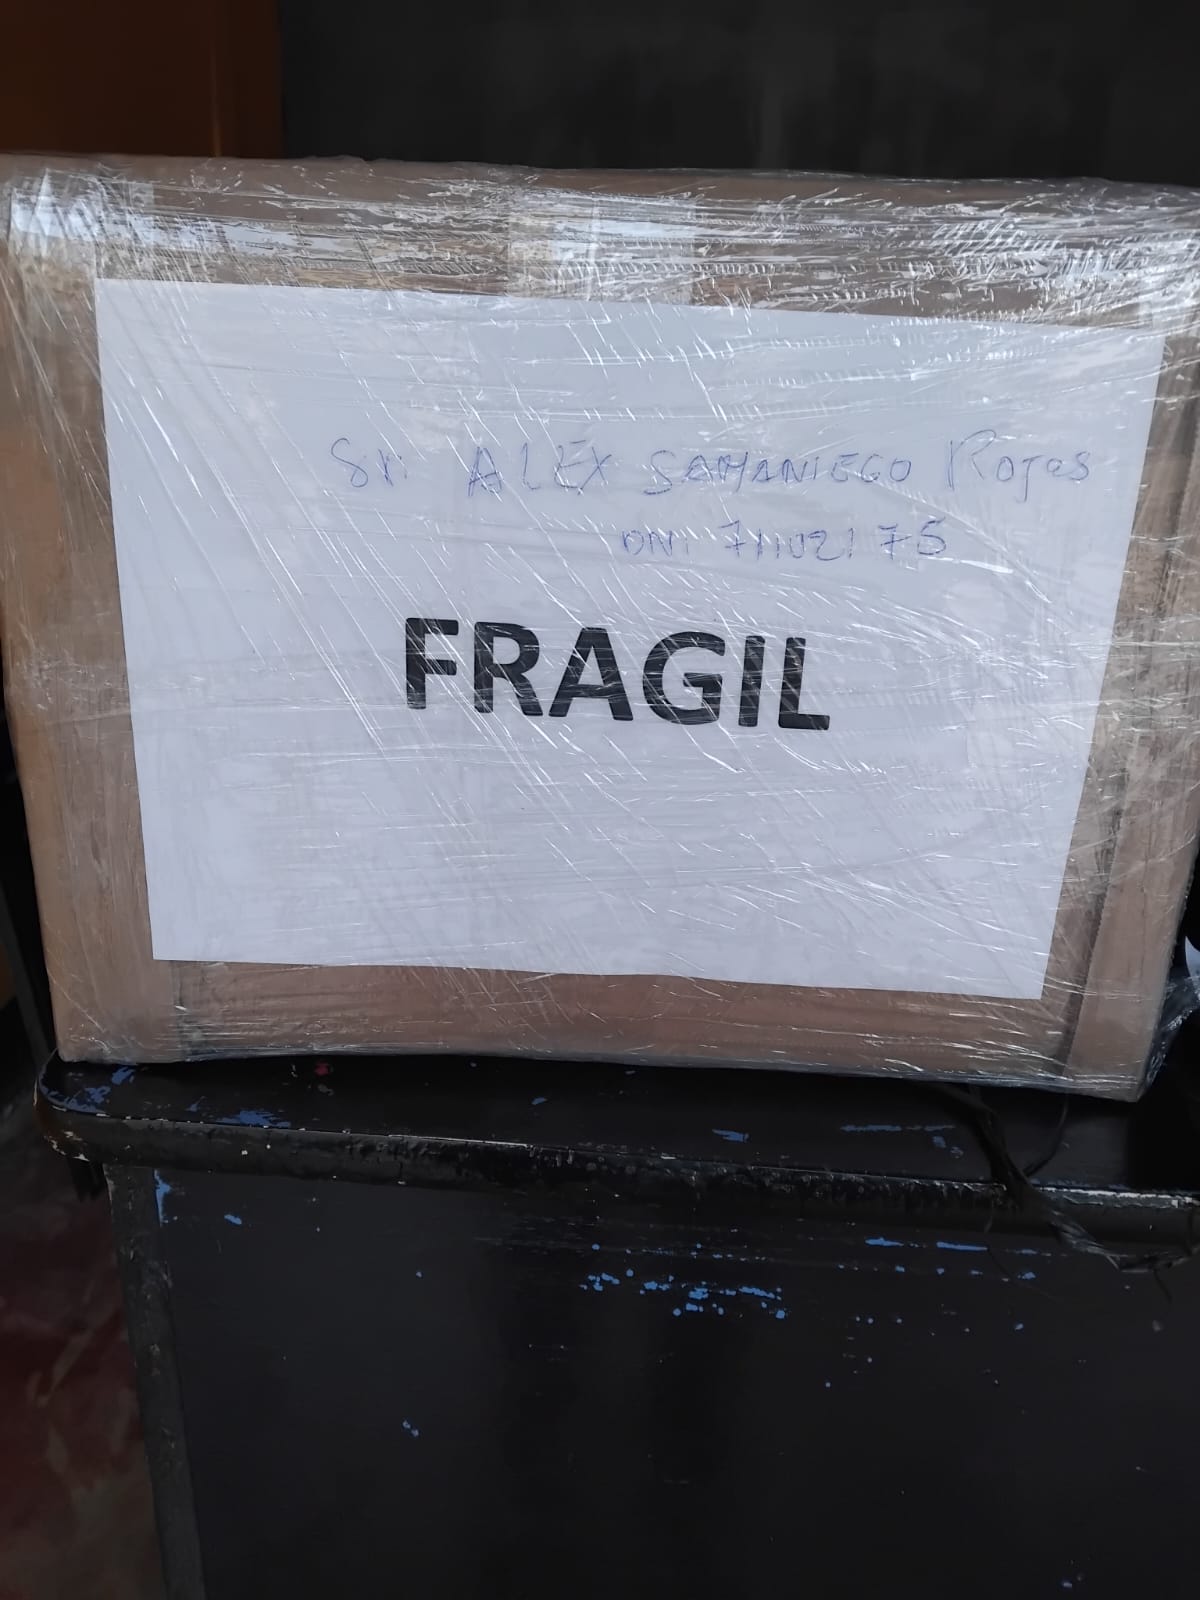 Sr: ALEX SAMANIEGO Rojas
DNI 71102175
FRAGIL